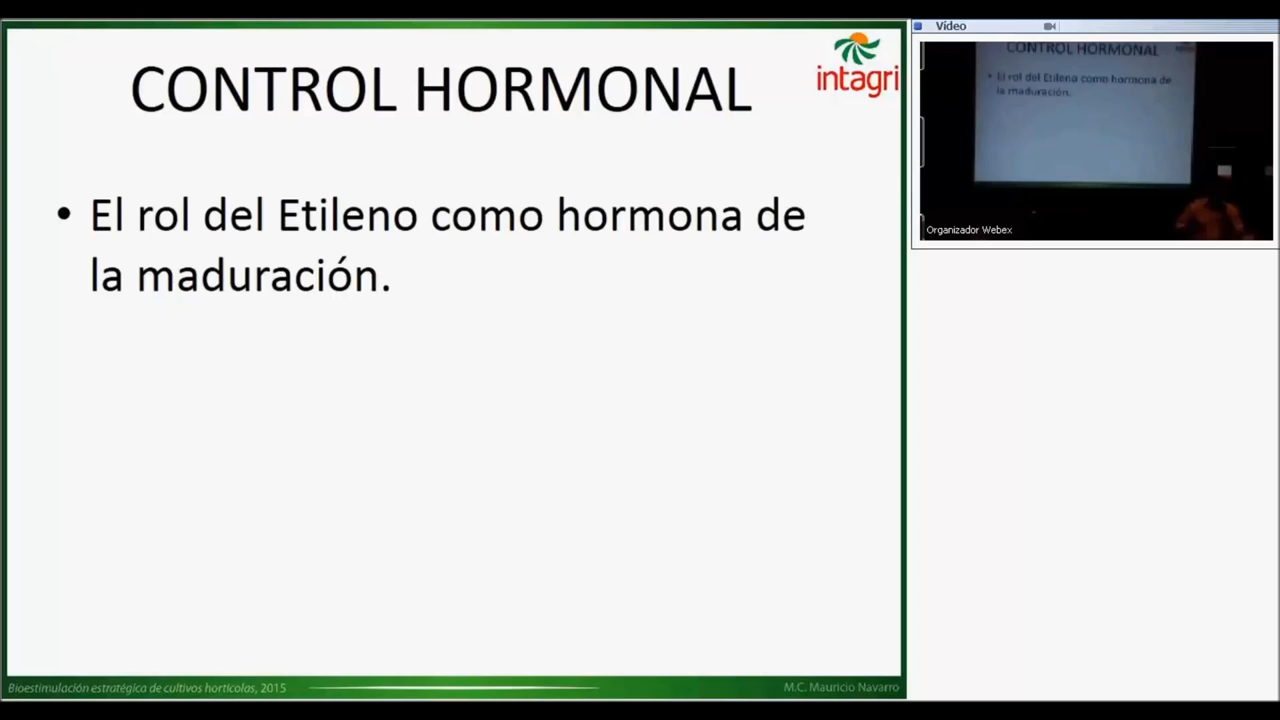 CONTROL HORMONAL
intagri
• El rol del Etileno como hormona de
la maduración.
Bioestimulación estratégica de cultivos hortícolas, 2015
M.C. Mauricio Navarro
Vídeo
CONTROL HORMONAL
• El rol del Etileno como hormona de
la maduración.
Organizador Webex